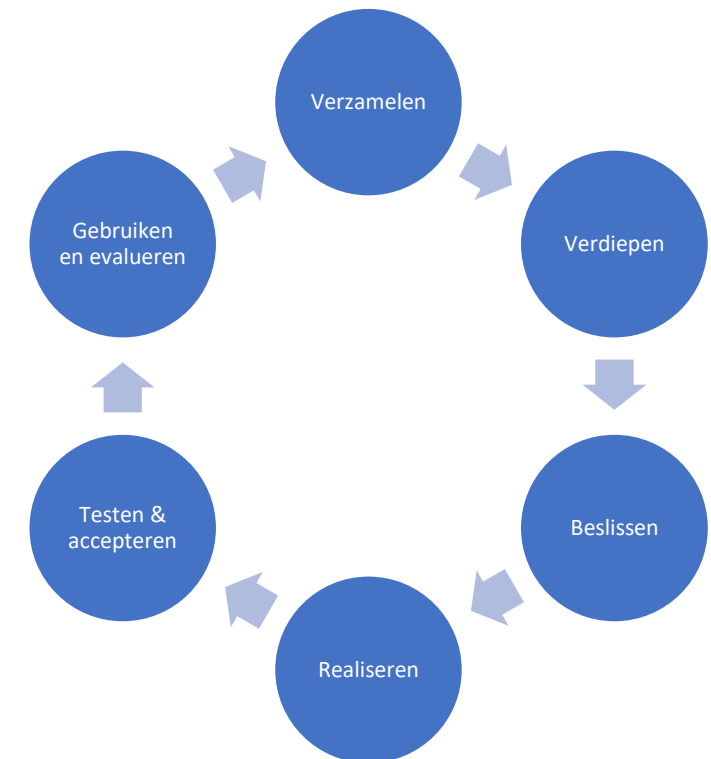 Verzamelen
Verdiepen
Beslissen
Realiseren
Testen &
accepteren
Gebruiken
en evalueren